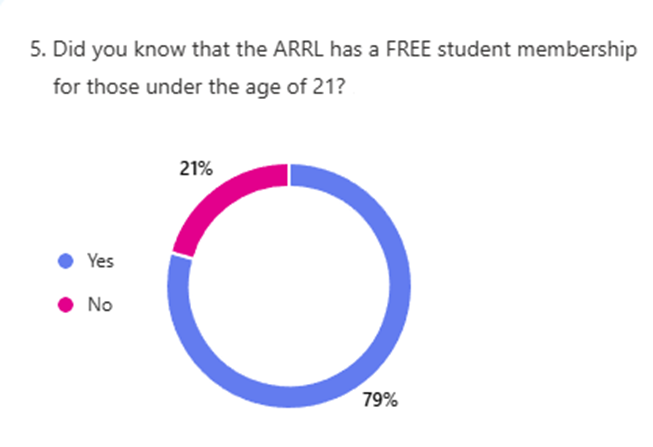 5. Did you know that the ARRL has a FREE student membership
for those under the age of 21?
21%
Yes
No
79%